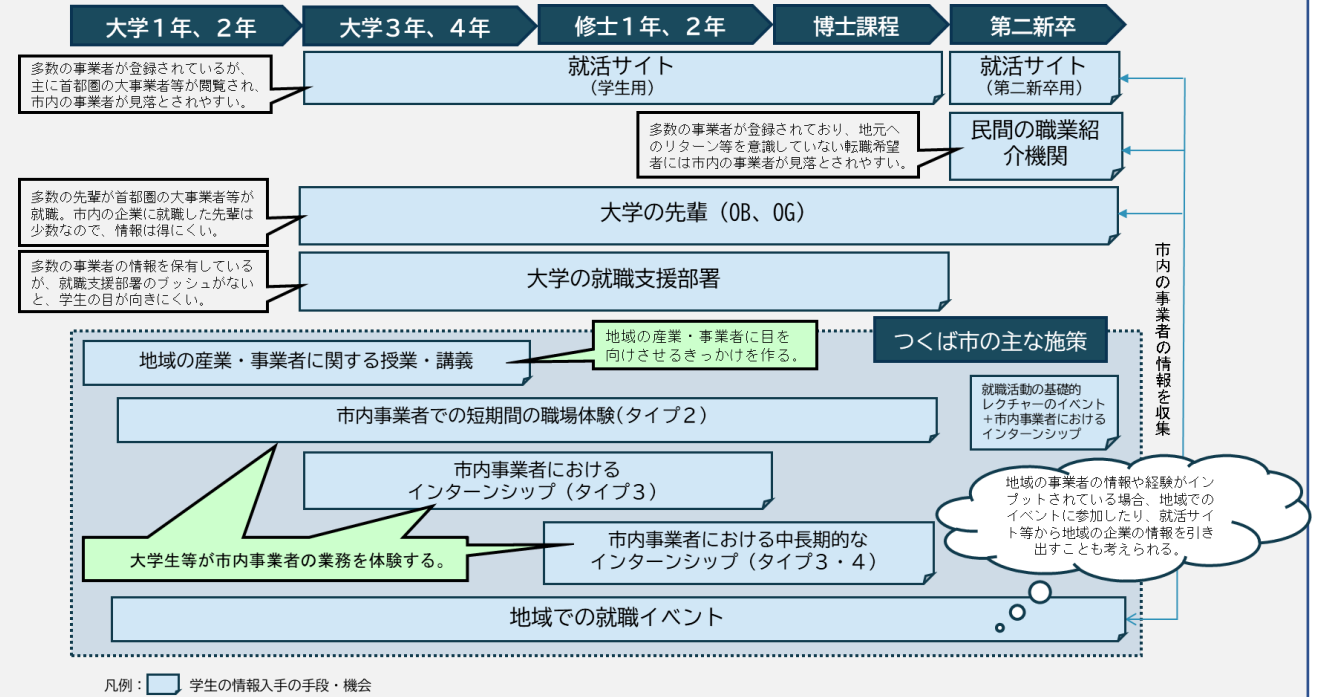 大学１年、２年
大学３年、４年
修士１年、２年
博士課程
第二新卒
多数の事業者が登録されているが、
主に首都圏の大事業者等が閲覧され、
市内の事業者が見落とされやすい。
就活サイト
（学生用）
就活サイト
（第二新卒用）
多数の事業者が登録されており、地元へ
のリターン等を意識していない転職希望
者には市内の事業者が見落とされやすい。
民間の職業紹
介機関
多数の先輩が首都圏の大事業者等が
就職。市内の企業に就職した先輩は
少数なので、情報は得にくい。
大学の先輩（OB、OG）
多数の事業者の情報を保有している
が、就職支援部署のプッシュがない
と、学生の目が向きにくい。
大学の就職支援部署
市内の事業者の情報を収集
つくば市の主な施策
地域の産業・事業者に関する授業・講義
地域の産業・事業者に目を
向けさせるきっかけを作る。
市内事業者での短期間の職場体験(タイプ２)
就職活動の基礎的
レクチャーのイベント
＋市内事業者における
インターンシップ
市内事業者における
インターンシップ（タイプ３）
地域の事業者の情報や経験がイン
プットされている場合、地域での
イベントに参加したり、就活サイ
ト等から地域の企業の情報を引き
出すことも考えられる。
大学生等が市内事業者の業務を体験する。
市内事業者における中長期的な
インターンシップ（タイプ３・４）
地域での就職イベント
凡例：
学生の情報入手の手段・機会